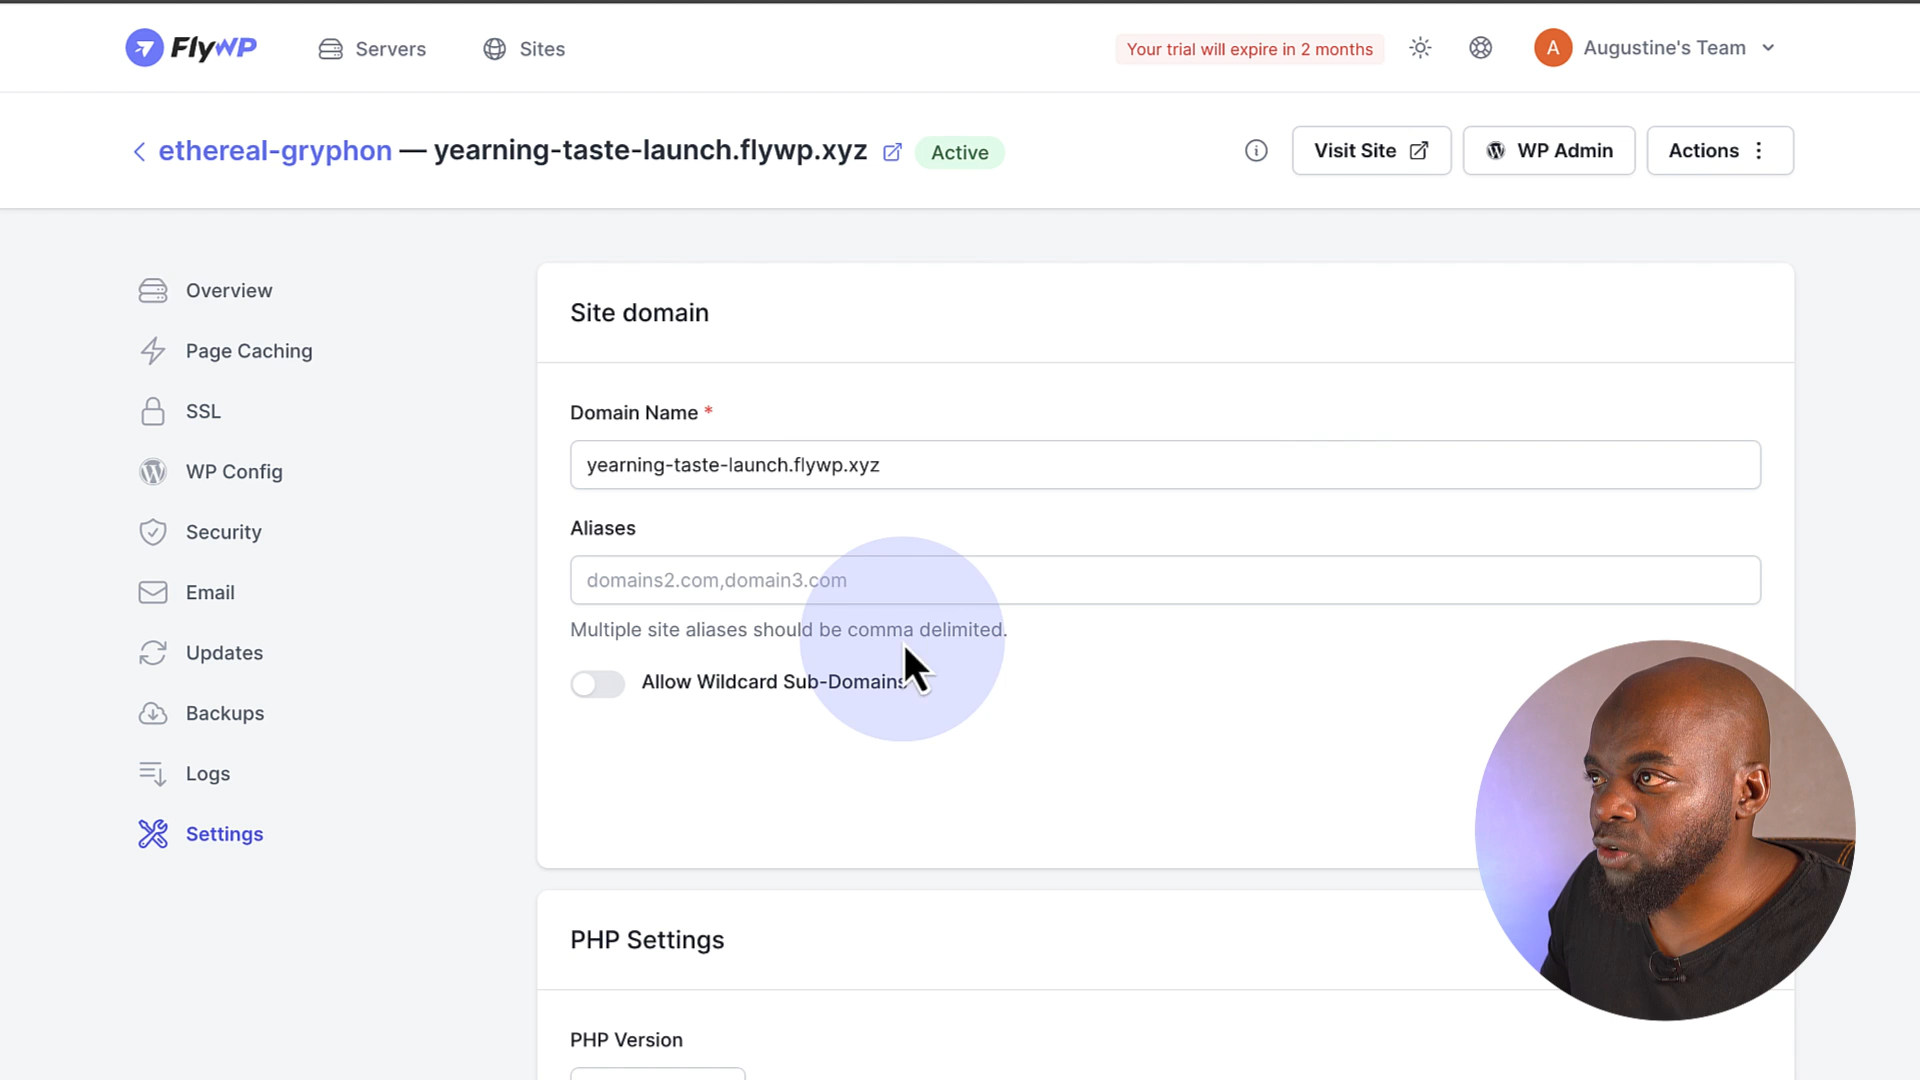 FlyWP
Servers
Sites
Your trial will expire in 2 months
A
Augustine's Team
ethereal-gryphon — yearning-taste-launch.flywp.xyz
Active
Visit Site
WP Admin
Actions
Overview
Page Caching
SSL
WP Config
Security
Email
Updates
Backups
Logs
Settings
Site domain
Domain Name *
yearning-taste-launch.flywp.xyz
Aliases
domains2.com,domain3.com
Multiple site aliases should be comma delimited.
Allow Wildcard Sub-Domains
PHP Settings
PHP Version